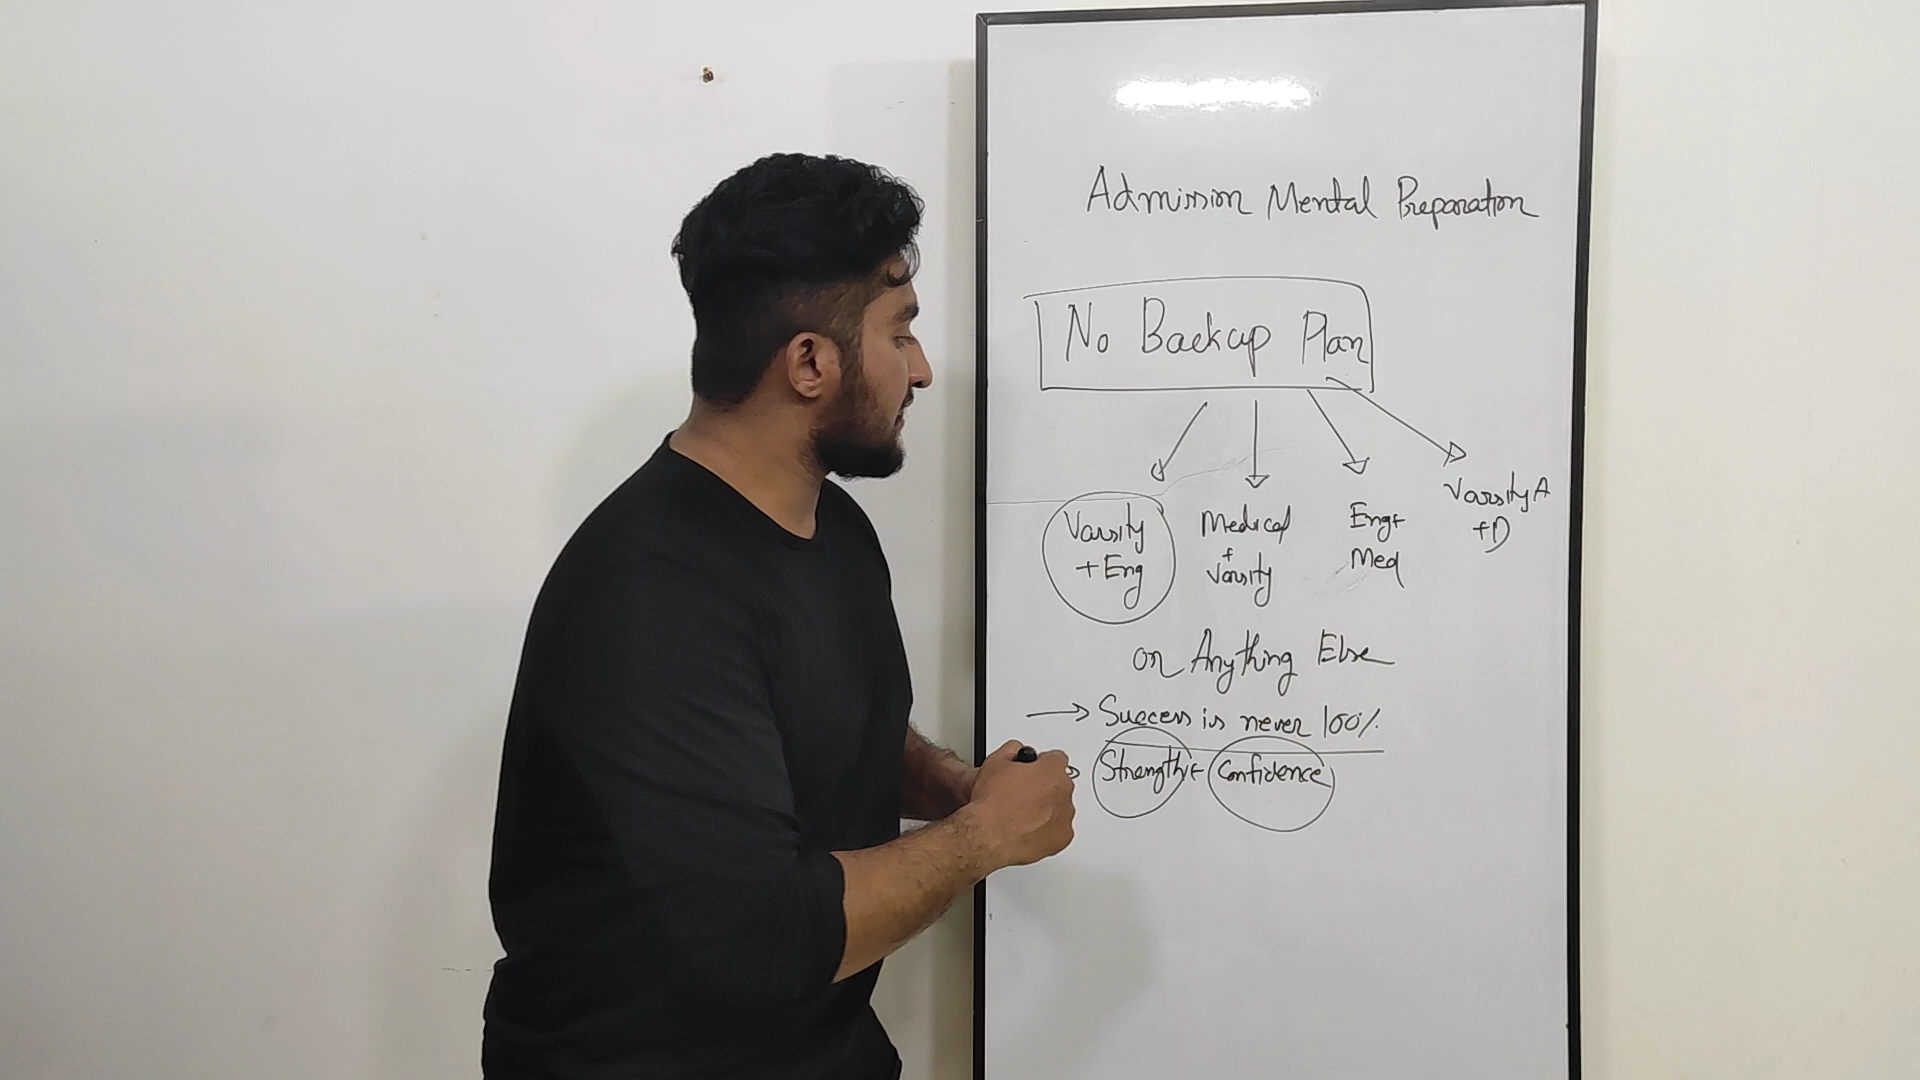 Admission Mental Preparation
No Backup Plan
Varsity
+ Eng
Medical
+
Varsity
Eng+
Med
Varsity A
+D
or Anything Else
→ Success is never 100%.
Strength+ Confidence